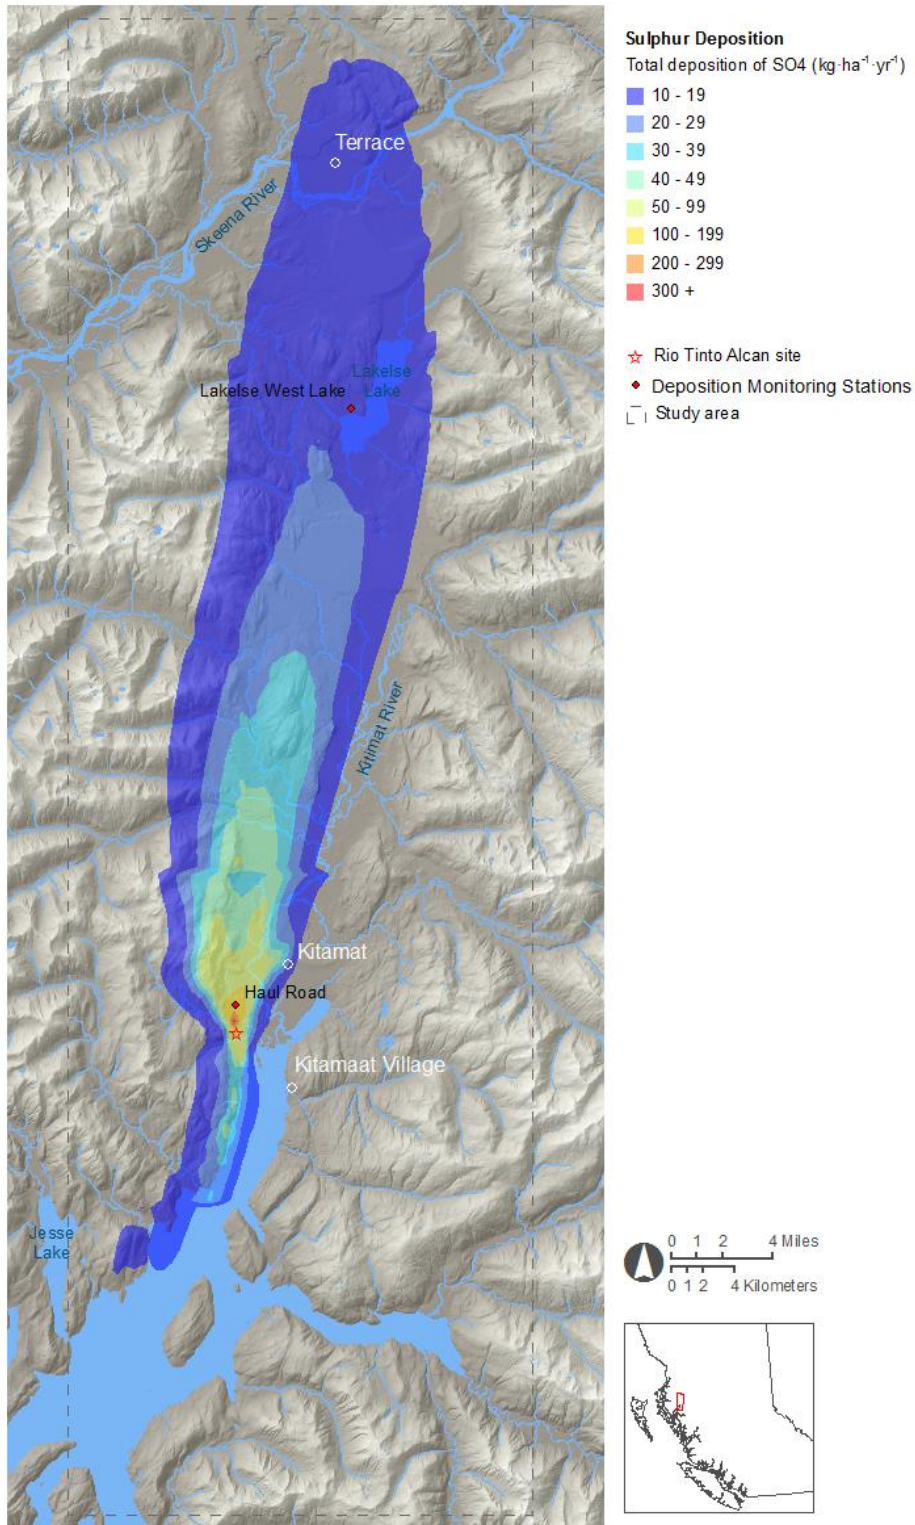 Sulphur Deposition
Total deposition of SO4 (kg·ha⁻¹·yr⁻¹)
10 - 19
20 - 29
30 - 39
40 - 49
50 - 99
100 - 199
200 - 299
300 +
Rio Tinto Alcan site
Deposition Monitoring Stations
Study area
Terrace
Skeena River
Lakelse
Lake
Lakelse West Lake
Kitimat River
Kitamat
Haul Road
Kitamaat Village
Jesse
Lake
0 1 2 4 Miles
0 1 2 4 Kilometers